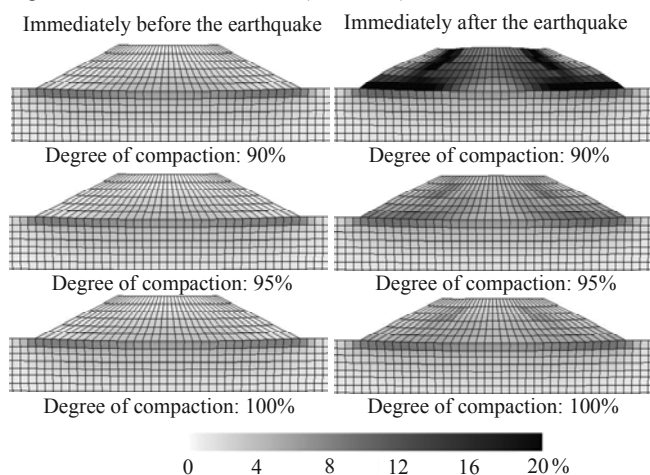 Immediately before the earthquake
Immediately after the earthquake
Degree of compaction: 90%
Degree of compaction: 90%
Degree of compaction: 95%
Degree of compaction: 95%
Degree of compaction: 100%
Degree of compaction: 100%
0 4 8 12 16 20%